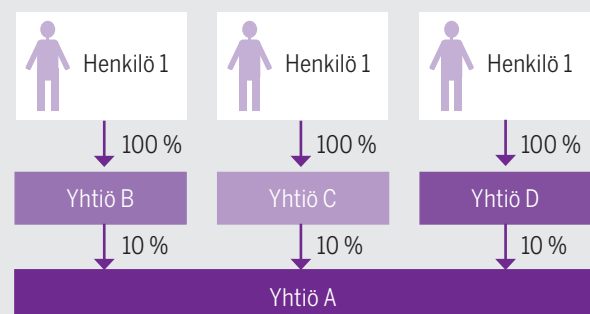 Henkilö 1 Henkilö 1 Henkilö 1
100 % 100 % 100 %
Yhtiö B Yhtiö C Yhtiö D
10 % 10 % 10 %
Yhtiö A